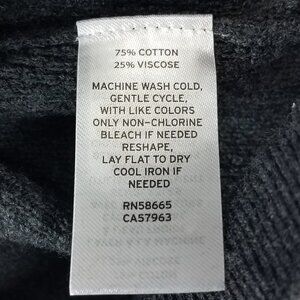 75% COTTON
25% VISCOSE
MACHINE WASH COLD,
GENTLE CYCLE,
WITH LIKE COLORS
ONLY NON-CHLORINE
BLEACH IF NEEDED
RESHAPE,
LAY FLAT TO DRY
COOL IRON IF
NEEDED
RN58665
CA57963